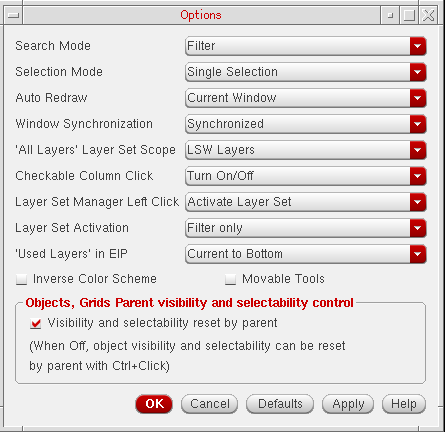 Options
Search Mode Filter
Selection Mode Single Selection
Auto Redraw Current Window
Window Synchronization Synchronized
'All Layers' Layer Set Scope LSW Layers
Checkable Column Click Turn On/Off
Layer Set Manager Left Click Activate Layer Set
Layer Set Activation Filter only
'Used Layers' in EIP Current to Bottom
Inverse Color Scheme Movable Tools
Objects, Grids Parent visibility and selectability control
Visibility and selectability reset by parent
(When Off, object visibility and selectability can be reset
by parent with Ctrl+Click)
OK Cancel Defaults Apply Help